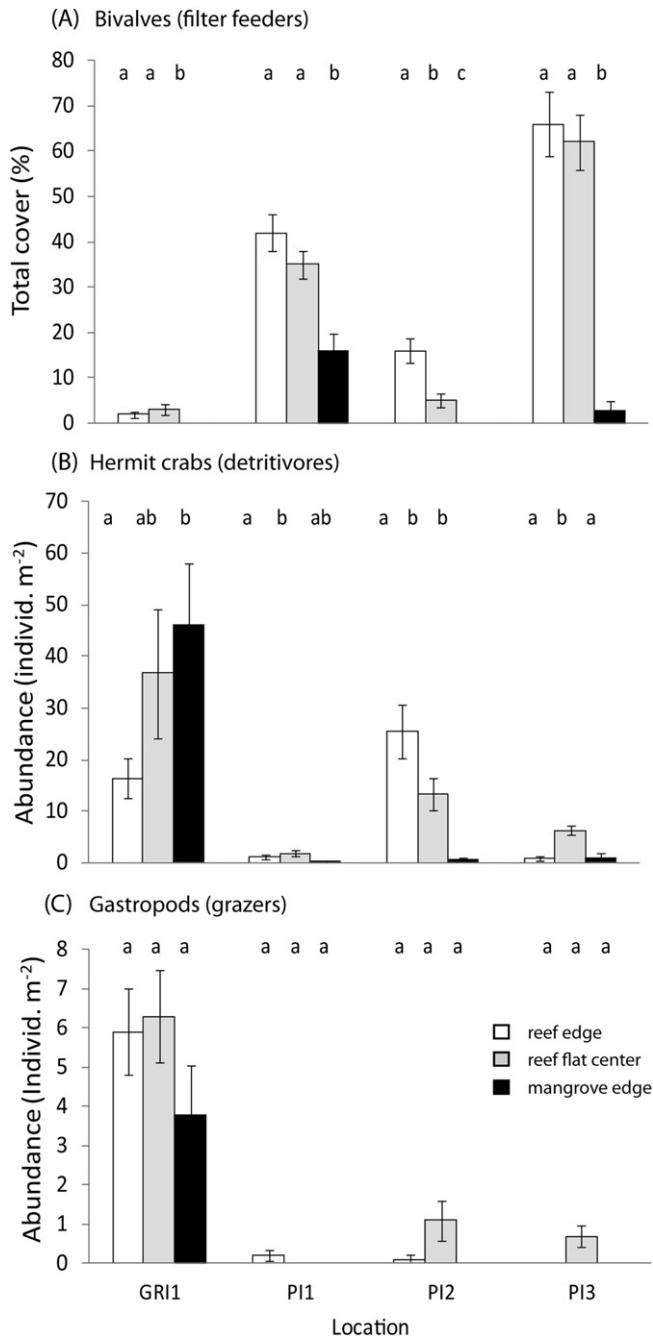 (A) Bivalves (filter feeders)
80
a a b a a b a b c a a b
70
60
50
40
30
20
10
0
Total cover (%)
(B) Hermit crabs (detritivores)
70
a ab b a b ab a b b a b a
60
50
40
30
20
10
0
Abundance (individ. m-2)
(C) Gastropods (grazers)
8
a a a a a a a a a a a a
7
6
5
4
3
2
1
0
Abundance (Individ. m-2)
reef edge
reef flat center
mangrove edge
GRI1 PI1 PI2 PI3
Location